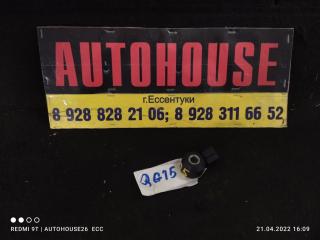 AUTOHOUSE
г.Ессентуки
8 928 828 21 06; 8 928 311 66 52
QG15
REDMI 9T | AUTOHOUSE26 ECC
21.04.2022 16:09